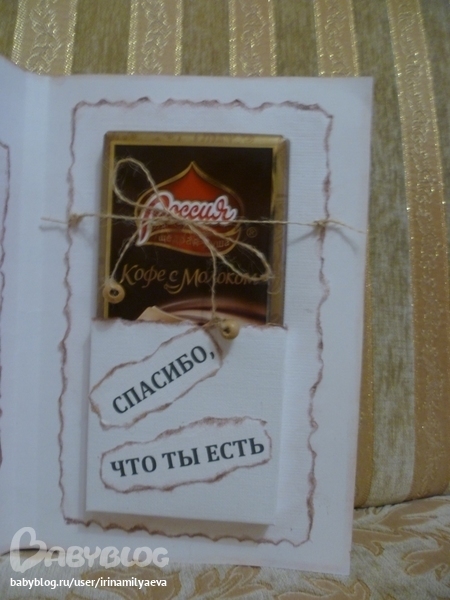 Россия
®
Кофе с Молоком
СПАСИБО,
ЧТО ТЫ ЕСТЬ
BABYBLOG
babyblog.ru/user/irinamilyaeva